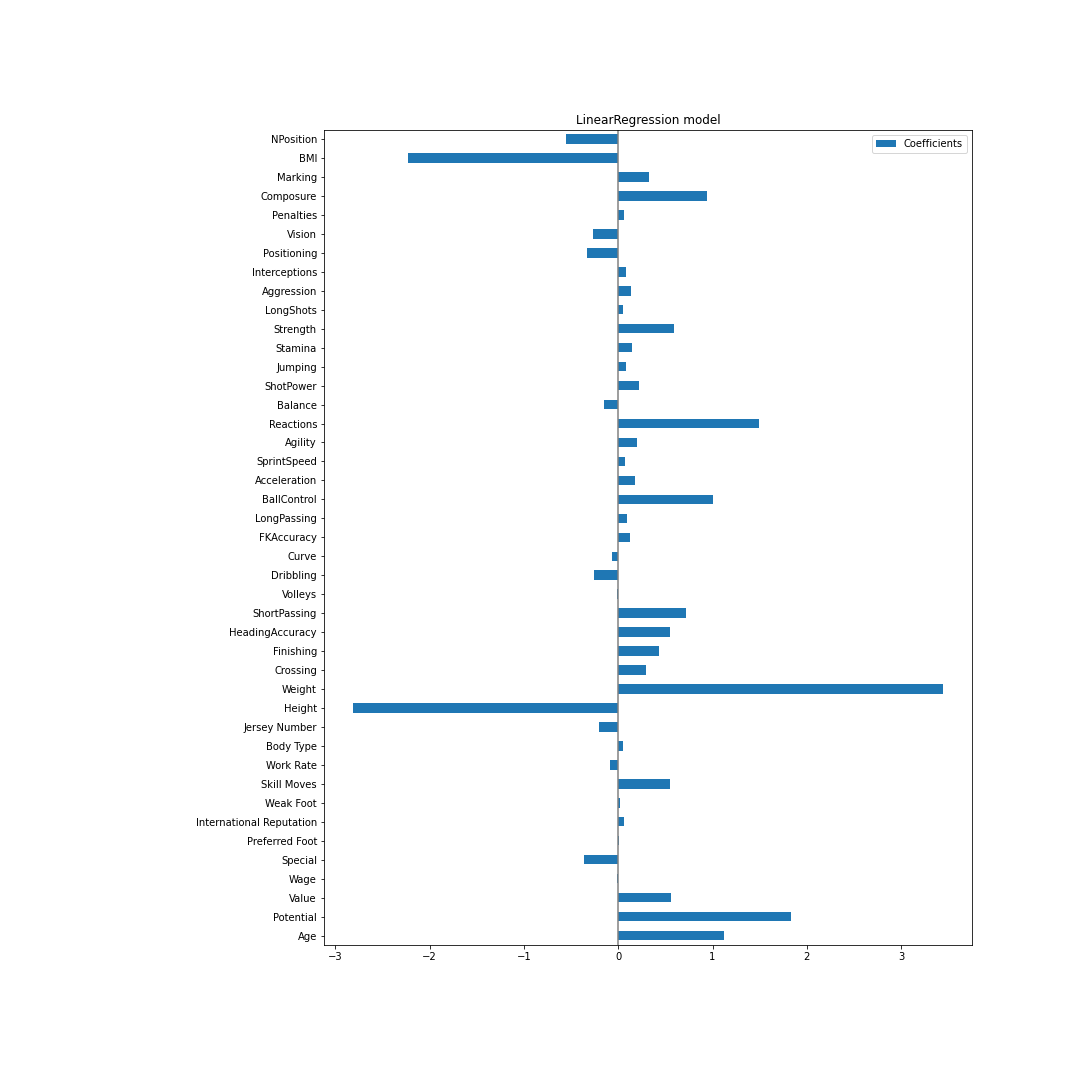 LinearRegression model
Coefficients
NPosition
BMI
Marking
Composure
Penalties
Vision
Positioning
Interceptions
Aggression
LongShots
Strength
Stamina
Jumping
ShotPower
Balance
Reactions
Agility
SprintSpeed
Acceleration
BallControl
LongPassing
FKAccuracy
Curve
Dribbling
Volleys
ShortPassing
HeadingAccuracy
Finishing
Crossing
Weight
Height
Jersey Number
Body Type
Work Rate
Skill Moves
Weak Foot
International Reputation
Preferred Foot
Special
Wage
Value
Potential
Age
−3 −2 −1 0 1 2 3